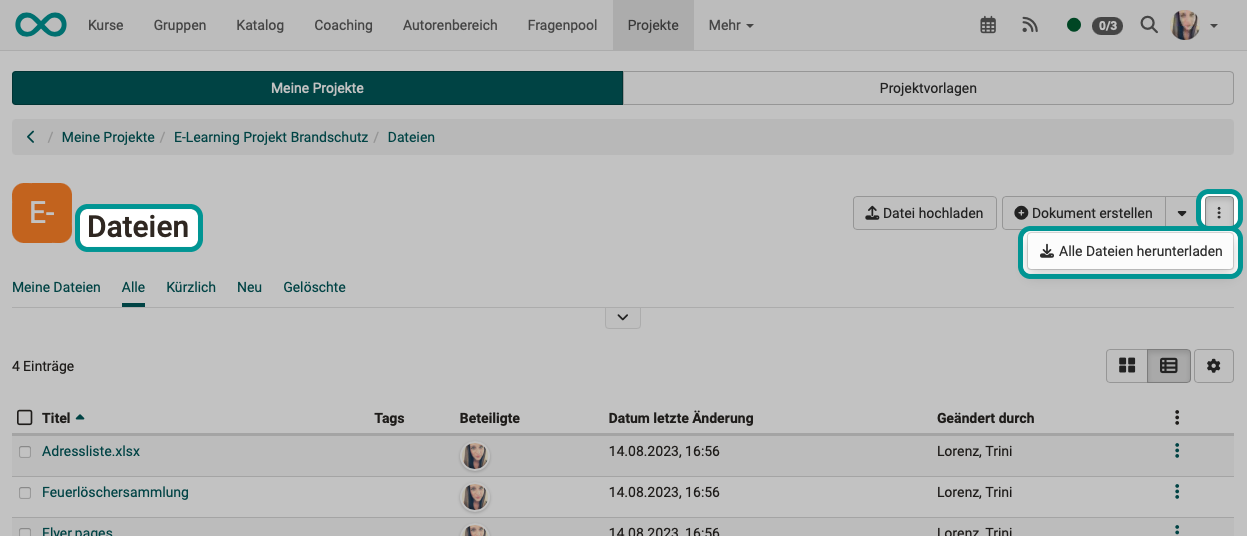 Kurse Gruppen Katalog Coaching Autorenbereich Fragenpool Projekte Mehr 0/3
Meine Projekte Projektvorlagen
/ Meine Projekte / E-Learning Projekt Brandschutz / Dateien
E- Dateien Datei hochladen Dokument erstellen
Alle Dateien herunterladen
Meine Dateien Alle Kürzlich Neu Gelöschte
4 Einträge
Titel Tags Beteiligte Datum letzte Änderung Geändert durch
Adressliste.xlsx 14.08.2023, 16:56 Lorenz, Trini
Feuerlöschersammlung 14.08.2023, 16:56 Lorenz, Trini
Flyer.pages 14.08.2023, 16:56 Lorenz, Trini